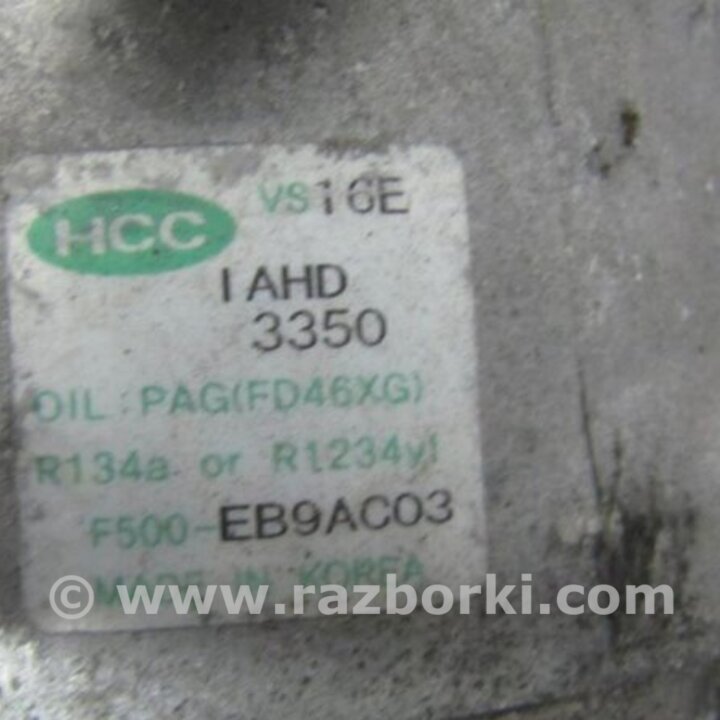 HCC VS16E
1AHD
3350
OIL : PAG(FD46XG)
R134a or R1234yf
F500-EB9AC03
MADE IN KOREA
© www.razborki.com